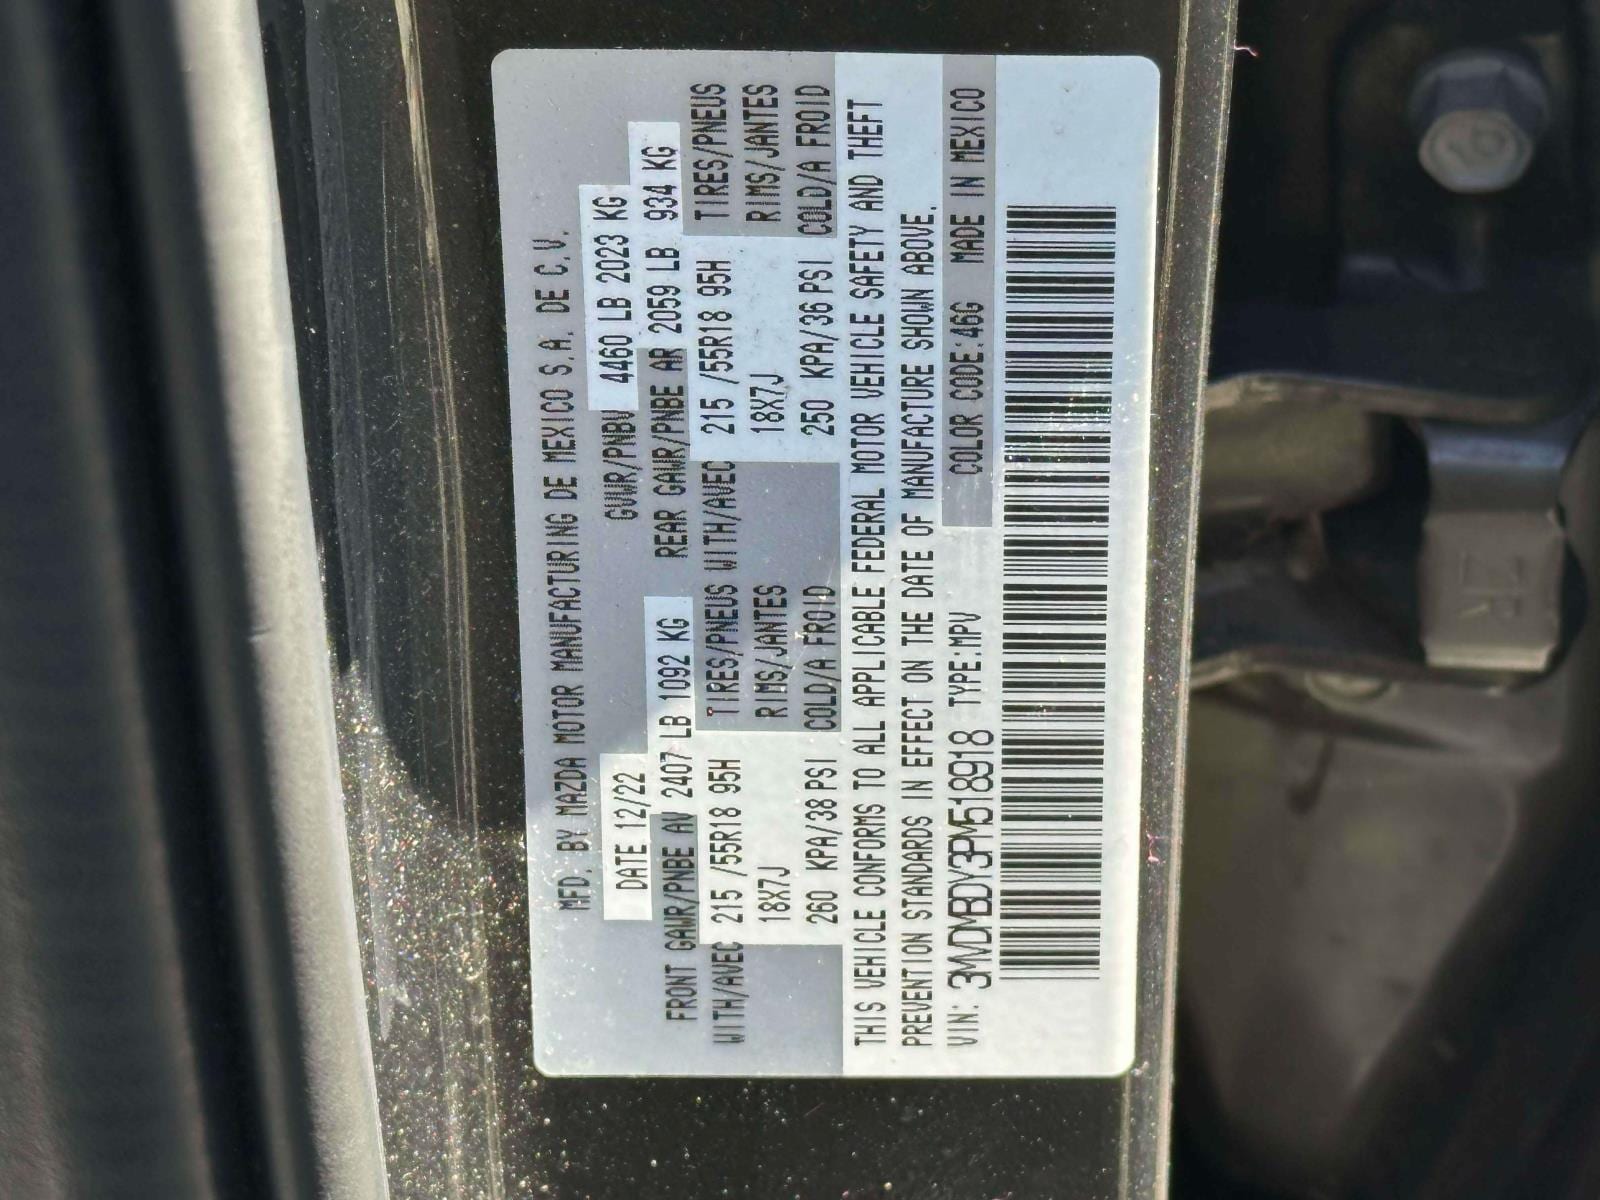 MFD. BY MAZDA MOTOR MANUFACTURING DE MEXICO S.A. DE C.V.
DATE 12/22 GVWR/PNBV 4460 LB 2023 KG
FRONT GAWR/PNBE AV 2407 LB 1092 KG REAR GAWR/PNBE AR 2059 LB 934 KG
WITH/AVEC 215 /55R18 95H TIRES/PNEUS WITH/AVEC 215 /55R18 95H TIRES/PNEUS
18X7J RIMS/JANTES 18X7J RIMS/JANTES
260 KPA/38 PSI COLD/A FROID 250 KPA/36 PSI COLD/A FROID
THIS VEHICLE CONFORMS TO ALL APPLICABLE FEDERAL MOTOR VEHICLE SAFETY AND THEFT
PREVENTION STANDARDS IN EFFECT ON THE DATE OF MANUFACTURE SHOWN ABOVE.
VIN: 3MVDMBDY3PM518918 TYPE:MPV COLOR CODE:46G MADE IN MEXICO